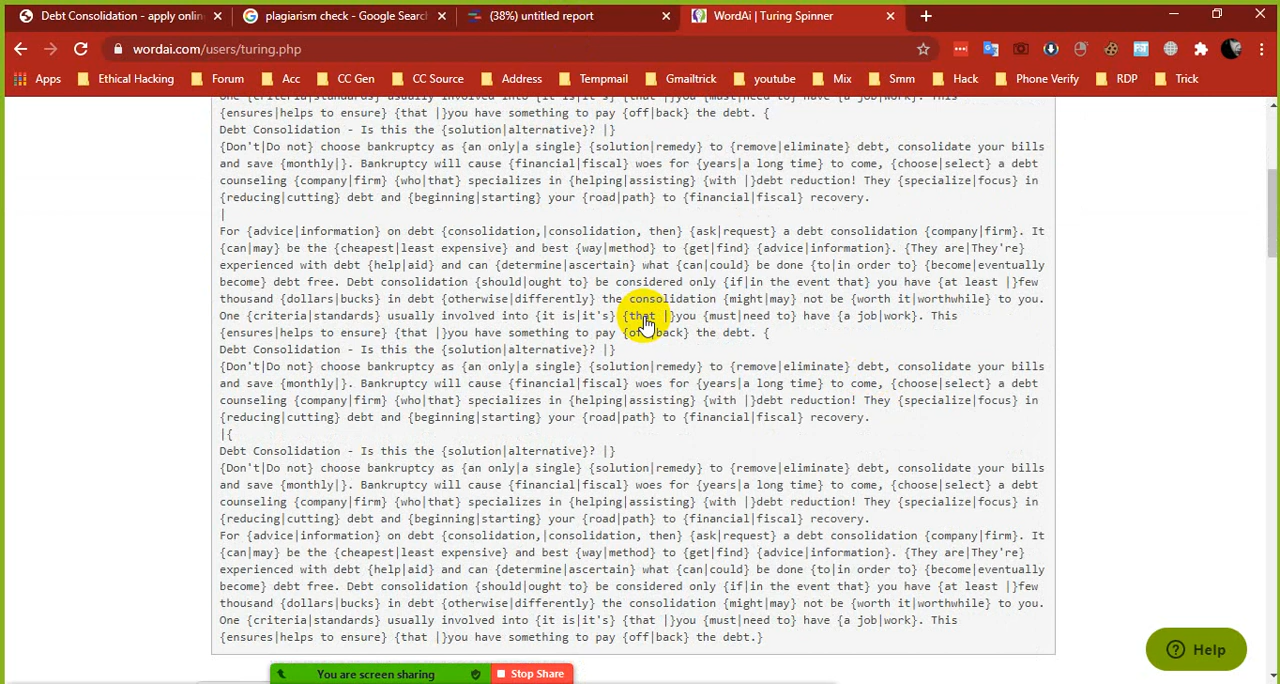 Debt Consolidation - apply onlin
plagiarism check - Google Search
(38%) untitled report
WordAi | Turing Spinner
wordai.com/users/turing.php
Apps
Ethical Hacking
Forum
Acc
CC Gen
CC Source
Address
Tempmail
Gmailtrick
youtube
Mix
Smm
Hack
Phone Verify
RDP
Trick
One {criteria|standards} usually involved into {it is|it's} {that |}you {must|need to} have {a job|work}. This
{ensures|helps to ensure} {that |}you have something to pay {off|back} the debt. {
Debt Consolidation - Is this the {solution|alternative}? |}
{Don't|Do not} choose bankruptcy as {an only|a single} {solution|remedy} to {remove|eliminate} debt, consolidate your bills
and save {monthly|}. Bankruptcy will cause {financial|fiscal} woes for {years|a long time} to come, {choose|select} a debt
counseling {company|firm} {who|that} specializes in {helping|assisting} {with |}debt reduction! They {specialize|focus} in
{reducing|cutting} debt and {beginning|starting} your {road|path} to {financial|fiscal} recovery.
|
For {advice|information} on debt {consolidation,|consolidation, then} {ask|request} a debt consolidation {company|firm}. It
{can|may} be the {cheapest|least expensive} and best {way|method} to {get|find} {advice|information}. {They are|They're}
experienced with debt {help|aid} and can {determine|ascertain} what {can|could} be done {to|in order to} {become|eventually
become} debt free. Debt consolidation {should|ought to} be considered only {if|in the event that} you have {at least |}few
thousand {dollars|bucks} in debt {otherwise|differently} the consolidation {might|may} not be {worth it|worthwhile} to you.
One {criteria|standards} usually involved into {it is|it's} {that |}you {must|need to} have {a job|work}. This
{ensures|helps to ensure} {that |}you have something to pay {off|back} the debt. {
Debt Consolidation - Is this the {solution|alternative}? |}
{Don't|Do not} choose bankruptcy as {an only|a single} {solution|remedy} to {remove|eliminate} debt, consolidate your bills
and save {monthly|}. Bankruptcy will cause {financial|fiscal} woes for {years|a long time} to come, {choose|select} a debt
counseling {company|firm} {who|that} specializes in {helping|assisting} {with |}debt reduction! They {specialize|focus} in
{reducing|cutting} debt and {beginning|starting} your {road|path} to {financial|fiscal} recovery.
|{
Debt Consolidation - Is this the {solution|alternative}? |}
{Don't|Do not} choose bankruptcy as {an only|a single} {solution|remedy} to {remove|eliminate} debt, consolidate your bills
and save {monthly|}. Bankruptcy will cause {financial|fiscal} woes for {years|a long time} to come, {choose|select} a debt
counseling {company|firm} {who|that} specializes in {helping|assisting} {with |}debt reduction! They {specialize|focus} in
{reducing|cutting} debt and {beginning|starting} your {road|path} to {financial|fiscal} recovery.
For {advice|information} on debt {consolidation,|consolidation, then} {ask|request} a debt consolidation {company|firm}. It
{can|may} be the {cheapest|least expensive} and best {way|method} to {get|find} {advice|information}. {They are|They're}
experienced with debt {help|aid} and can {determine|ascertain} what {can|could} be done {to|in order to} {become|eventually
become} debt free. Debt consolidation {should|ought to} be considered only {if|in the event that} you have {at least |}few
thousand {dollars|bucks} in debt {otherwise|differently} the consolidation {might|may} not be {worth it|worthwhile} to you.
One {criteria|standards} usually involved into {it is|it's} {that |}you {must|need to} have {a job|work}. This
{ensures|helps to ensure} {that |}you have something to pay {off|back} the debt.}
Help
You are screen sharing
Stop Share